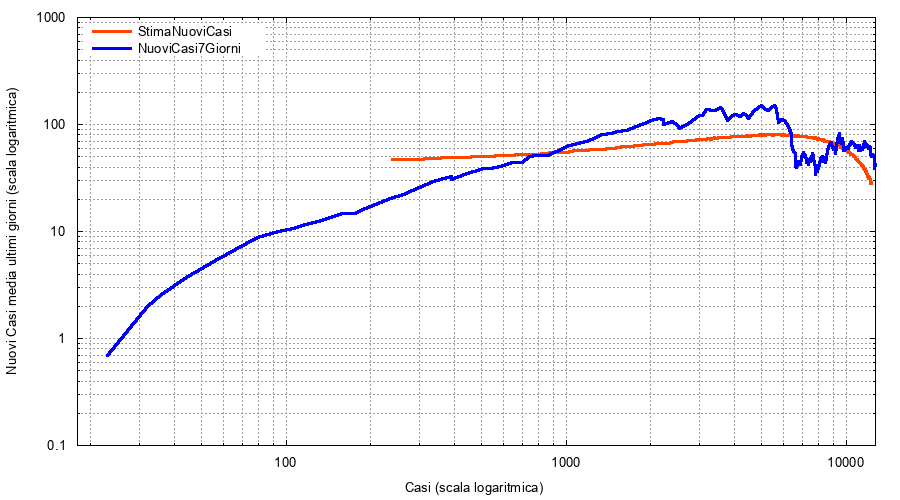 1000
StimaNuoviCasi
NuoviCasi7Giorni
100
10
1
0.1
Nuovi Casi media ultimi giorni (scala logaritmica)
100
1000
10000
Casi (scala logaritmica)